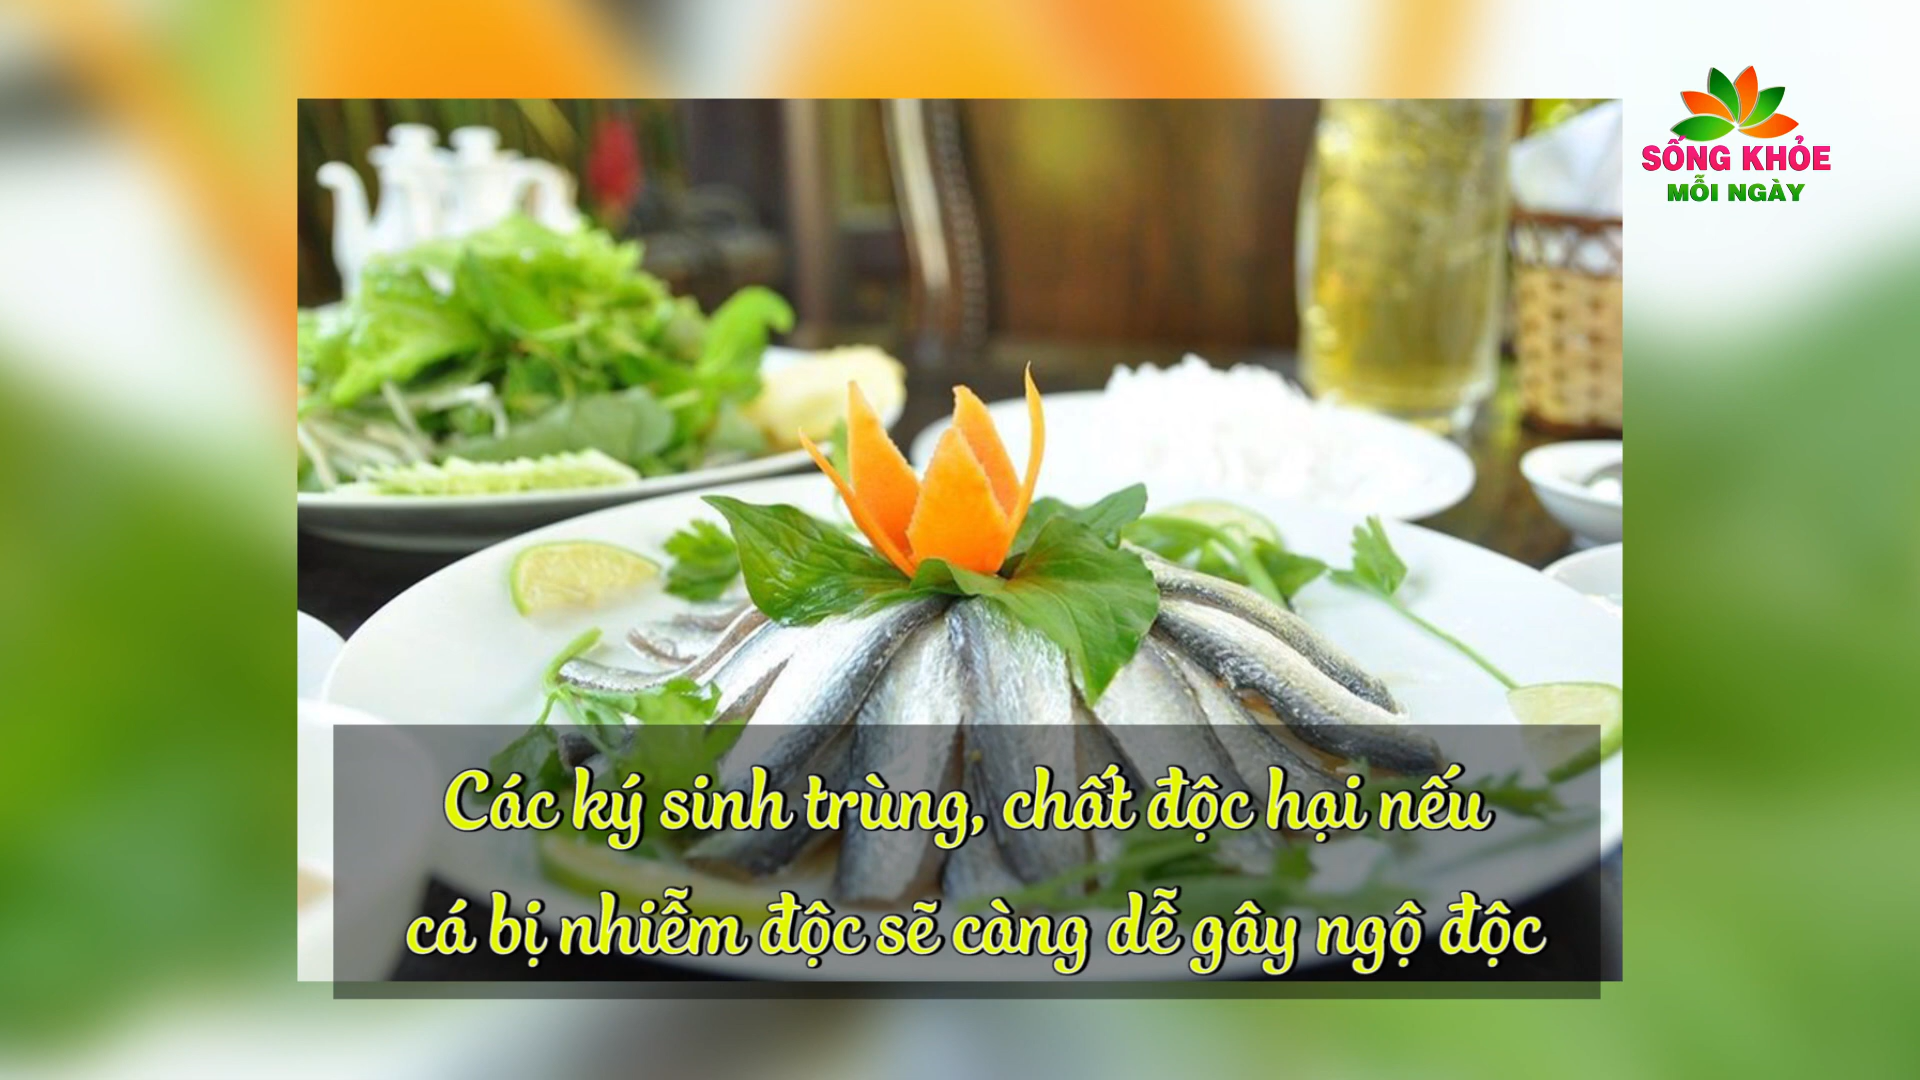 SỐNG KHỎE
MỖI NGÀY
Các ký sinh trùng, chất độc hại nếu
cá bị nhiễm độc sẽ càng dễ gây ngộ độc